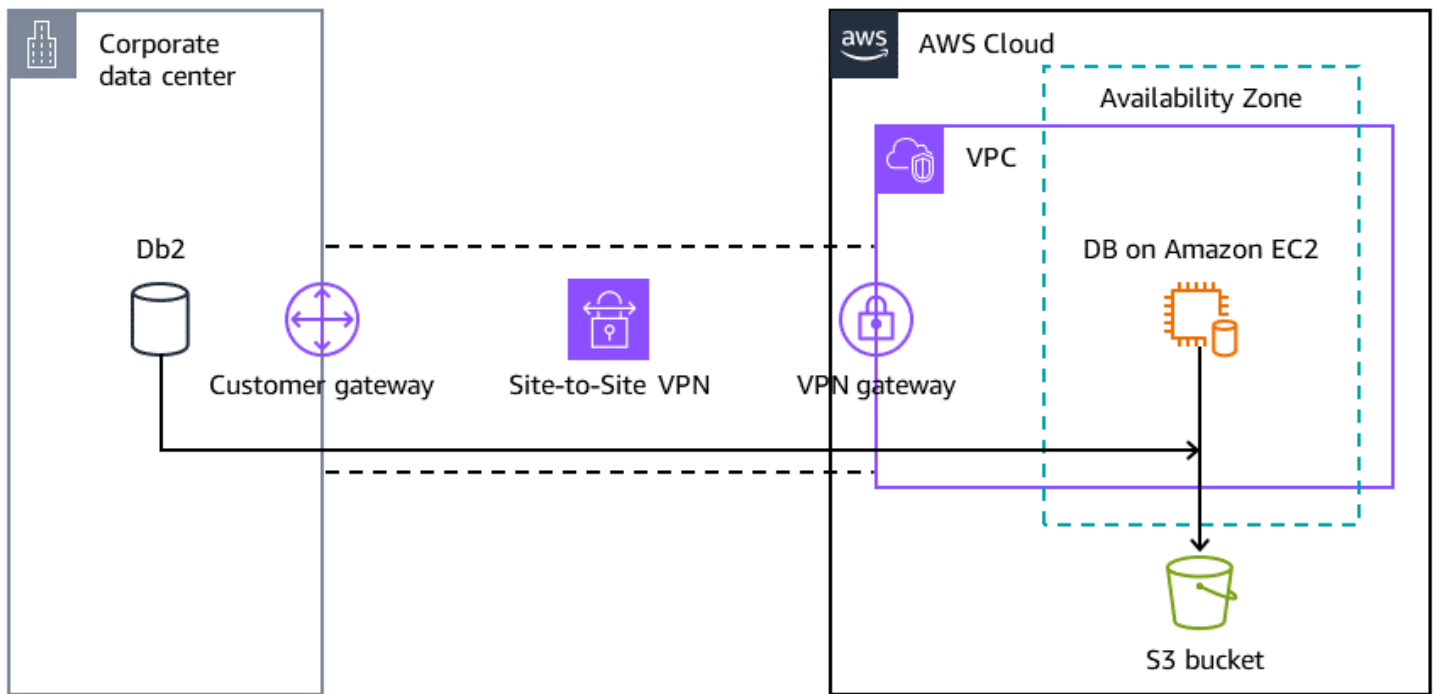 Corporate
data center
aws
AWS Cloud
Availability Zone
VPC
Db2
DB on Amazon EC2
Customer gateway
Site-to-Site VPN
VPN gateway
S3 bucket